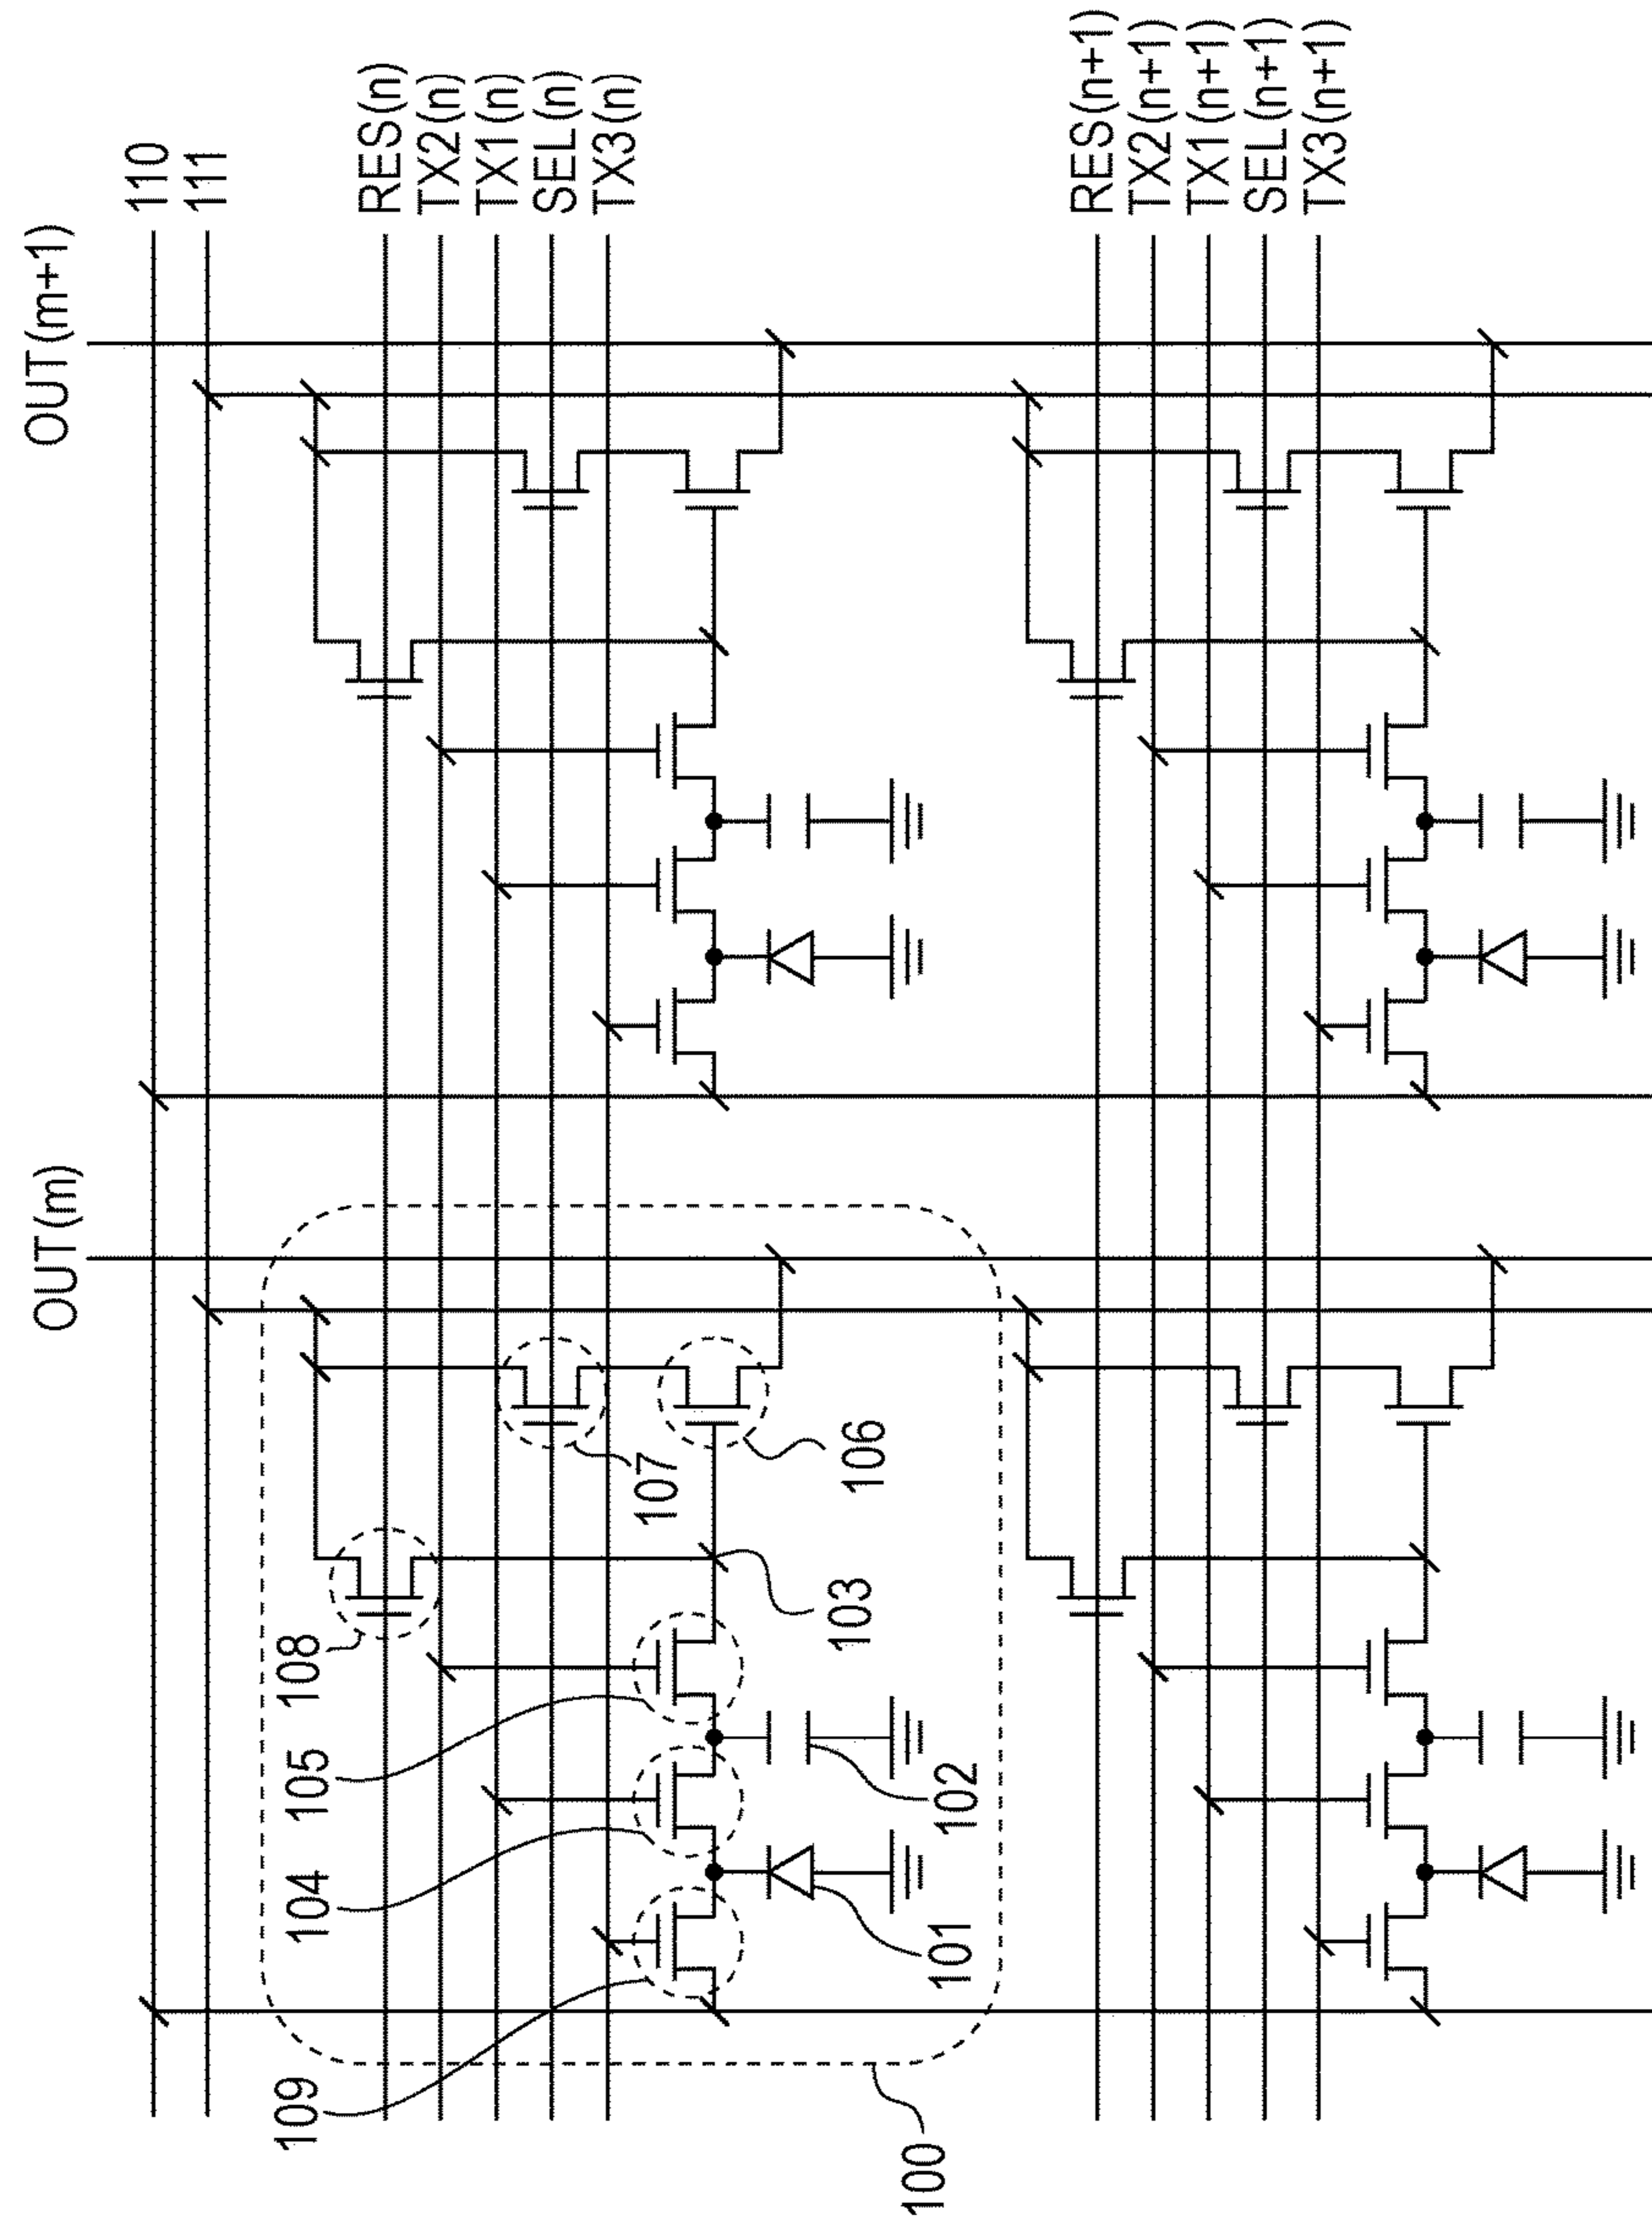 OUT(m)
OUT(m+1)
110
111
RES(n)
TX2(n)
TX1(n)
SEL(n)
TX3(n)
108
105
104
109
107
106
103
102
101
100
RES(n+1)
TX2(n+1)
TX1(n+1)
SEL(n+1)
TX3(n+1)